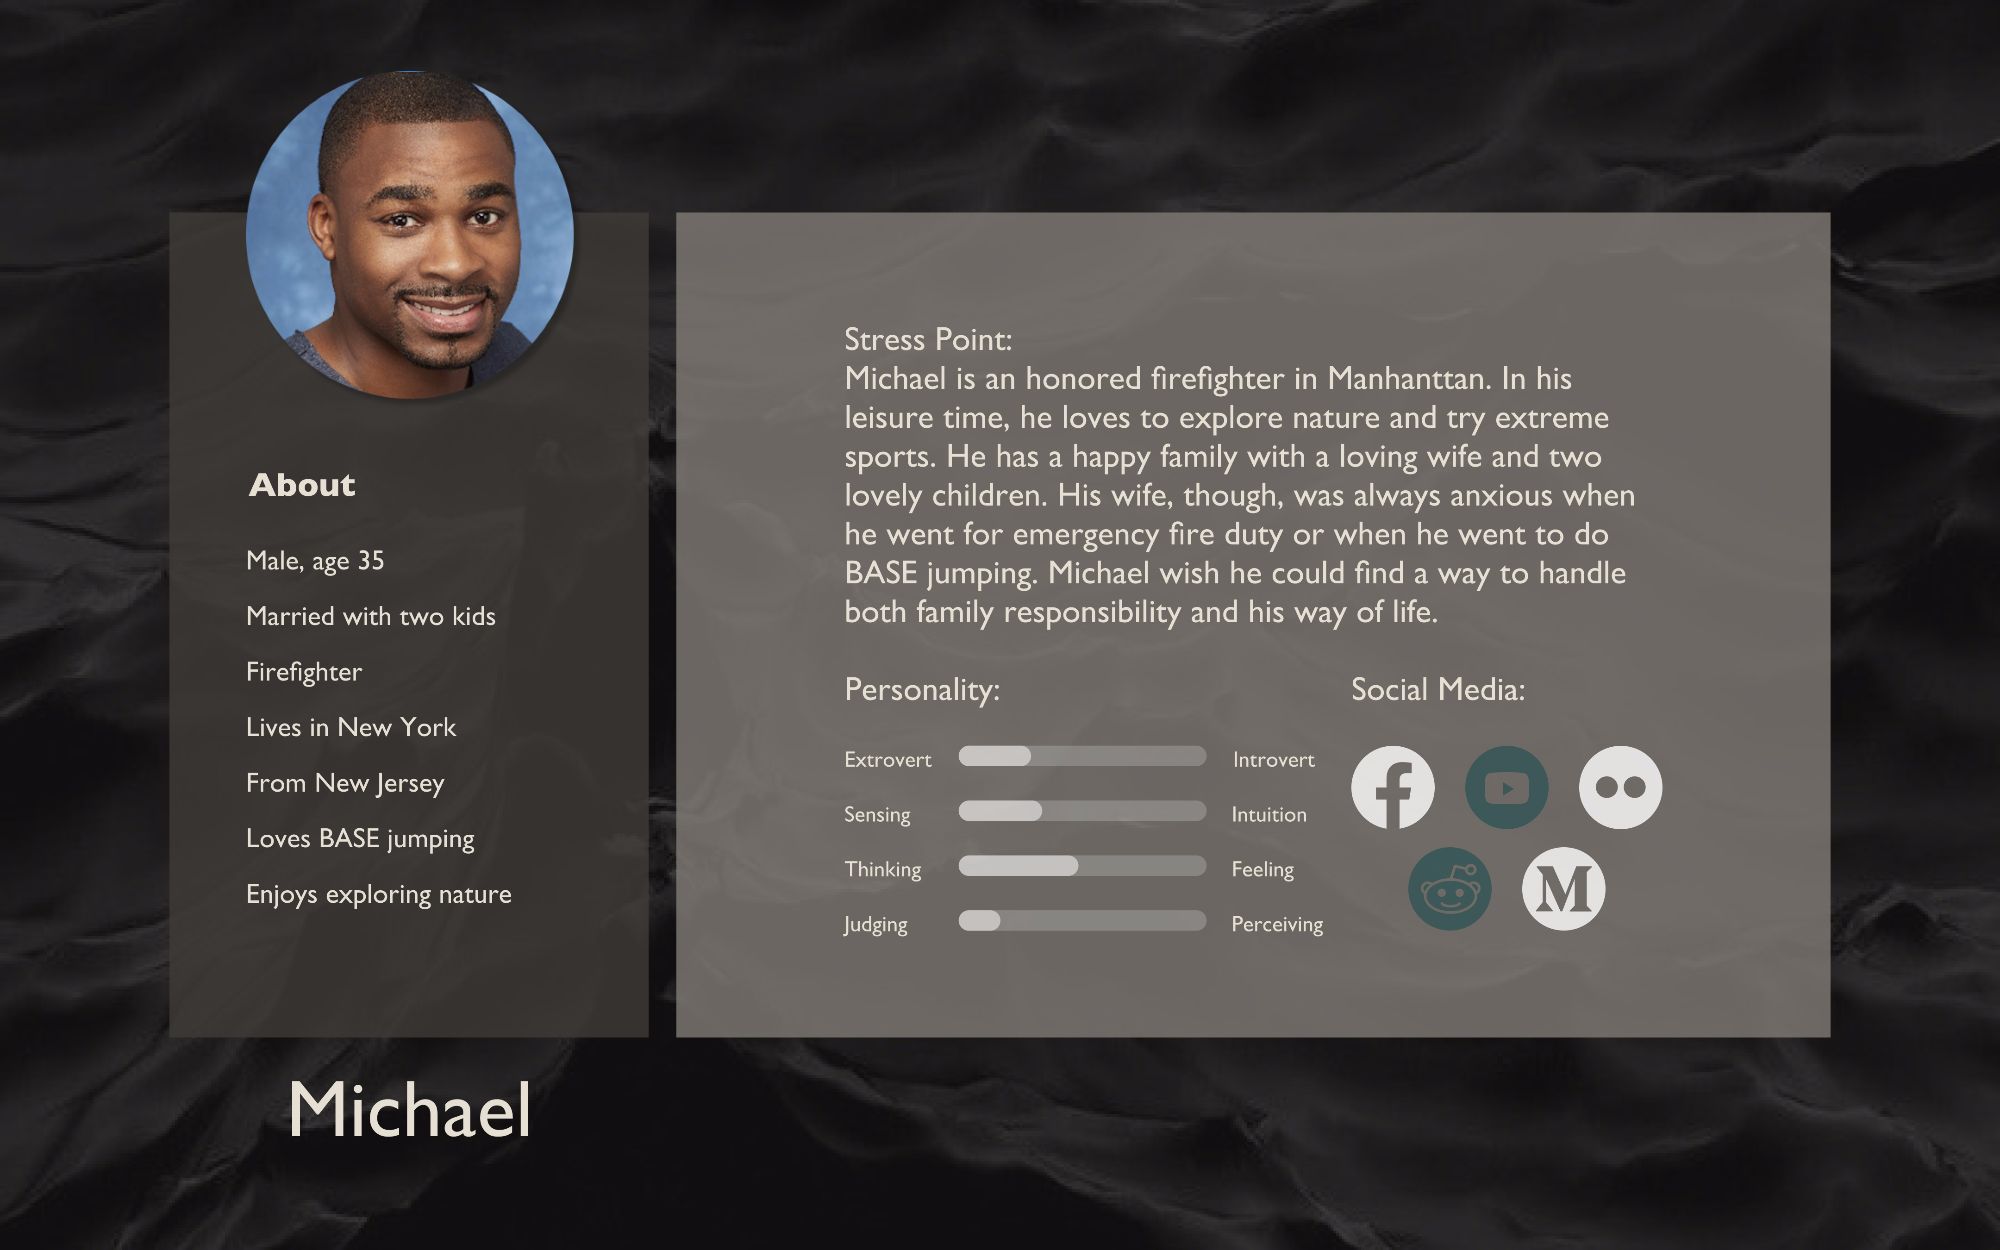 About
Male, age 35
Married with two kids
Firefighter
Lives in New York
From New Jersey
Loves BASE jumping
Enjoys exploring nature
Michael
Stress Point:
Michael is an honored firefighter in Manhanttan. In his
leisure time, he loves to explore nature and try extreme
sports. He has a happy family with a loving wife and two
lovely children. His wife, though, was always anxious when
he went for emergency fire duty or when he went to do
BASE jumping. Michael wish he could find a way to handle
both family responsibility and his way of life.
Personality:
Extrovert Introvert
Sensing Intuition
Thinking Feeling
Judging Perceiving
Social Media:
f
M